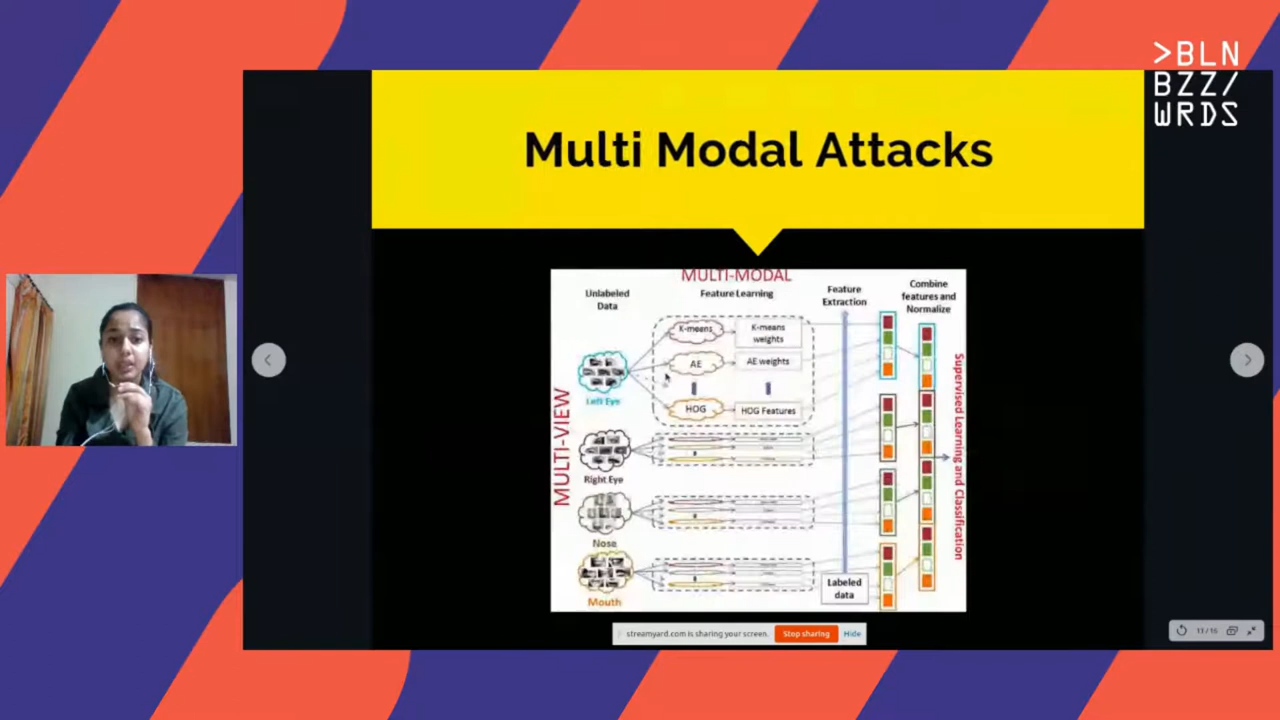 >BLN
BZZ/
WRDS
Multi Modal Attacks
MULTI-MODAL
Unlabeled
Data
Feature Learning
Feature
Extraction
Combine
features and
Normalize
K-means
K-means
weights
AE
AE weights
HOG
HOG Features
Left Eye
Right Eye
Nose
Mouth
MULTI-VIEW
Labeled
data
Supervised Learning and Classification
streamyard.com is sharing your screen.
Stop sharing
Hide